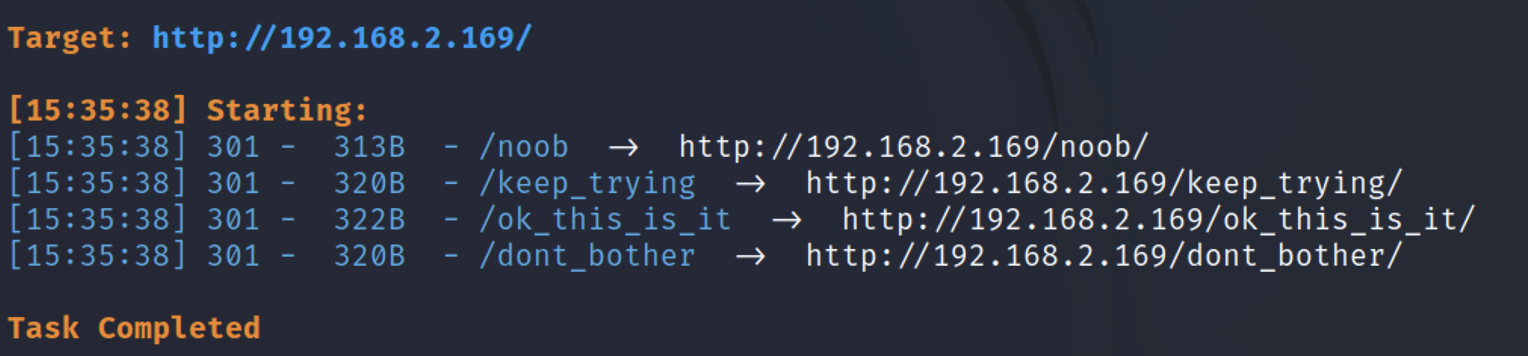 Target: http://192.168.2.169/
[15:35:38] Starting:
[15:35:38] 301 - 313B - /noob → http://192.168.2.169/noob/
[15:35:38] 301 - 320B - /keep_trying → http://192.168.2.169/keep_trying/
[15:35:38] 301 - 322B - /ok_this_is_it → http://192.168.2.169/ok_this_is_it/
[15:35:38] 301 - 320B - /dont_bother → http://192.168.2.169/dont_bother/
Task Completed